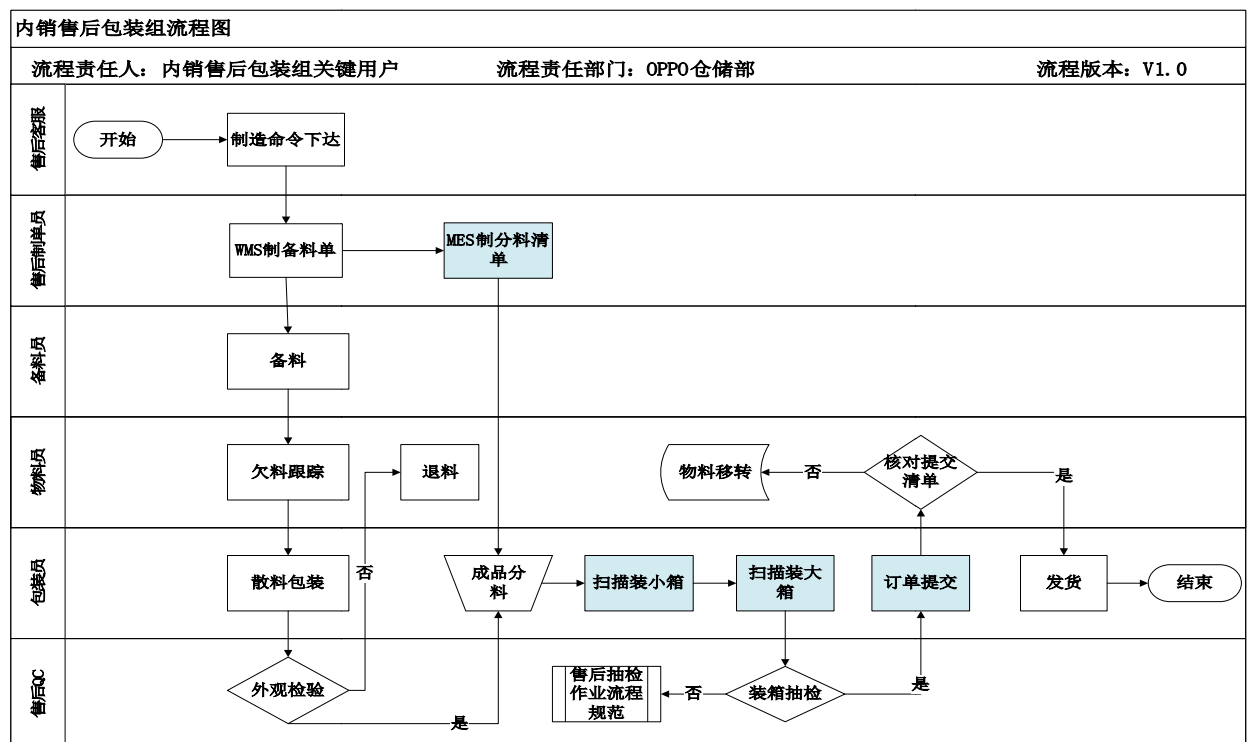 内销售后包装组流程图
流程责任人：内销售后包装组关键用户
流程责任部门：OPPO仓储部
流程版本：V1.0
售后客服
开始
制造命令下达
售后制单员
WMS制备料单
MES制分料清
单
备料员
备料
物料员
欠料跟踪
退料
物料移转
否
核对提交
清单
是
包装员
散料包装
否
成品分
料
扫描装小箱
扫描装大
箱
订单提交
发货
结束
售后QC
外观检验
是
售后抽检
作业流程
规范
否
装箱抽检
是